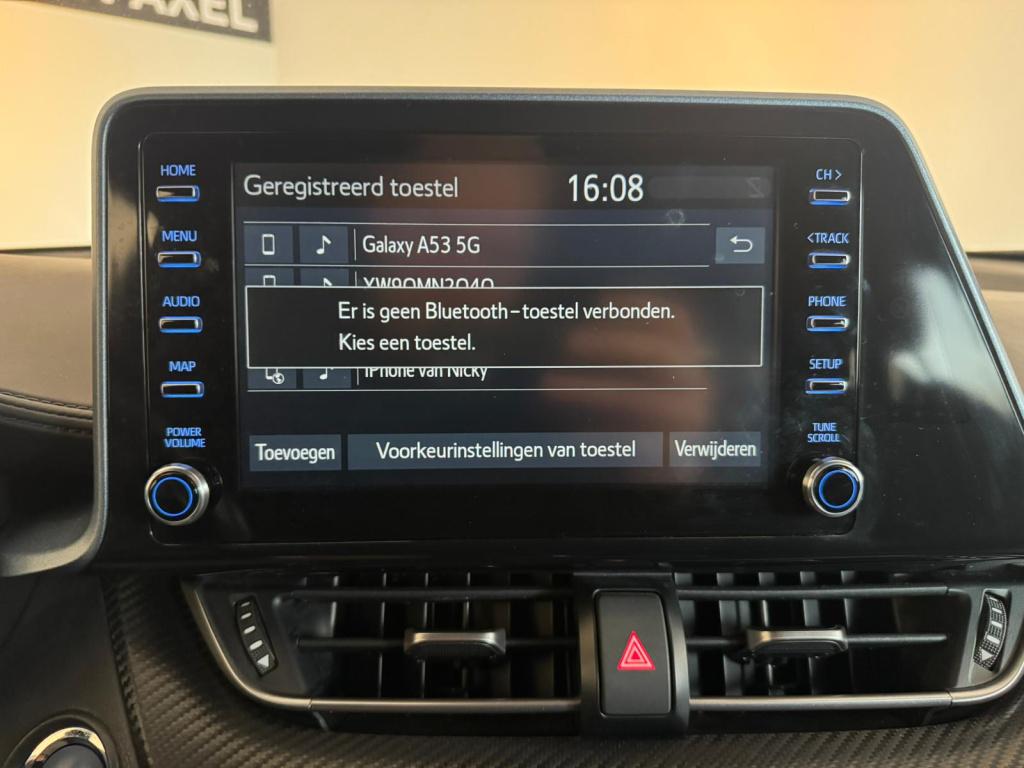 AXEL
HOME
MENU
AUDIO
MAP
POWER
VOLUME
Geregistreerd toestel
16:08
Galaxy A53 5G
Er is geen Bluetooth-toestel verbonden.
Kies een toestel.
iPhone van Nicky
Toevoegen
Voorkeurinstellingen van toestel
Verwijderen
CH >
<TRACK
PHONE
SETUP
TUNE
SCROLL